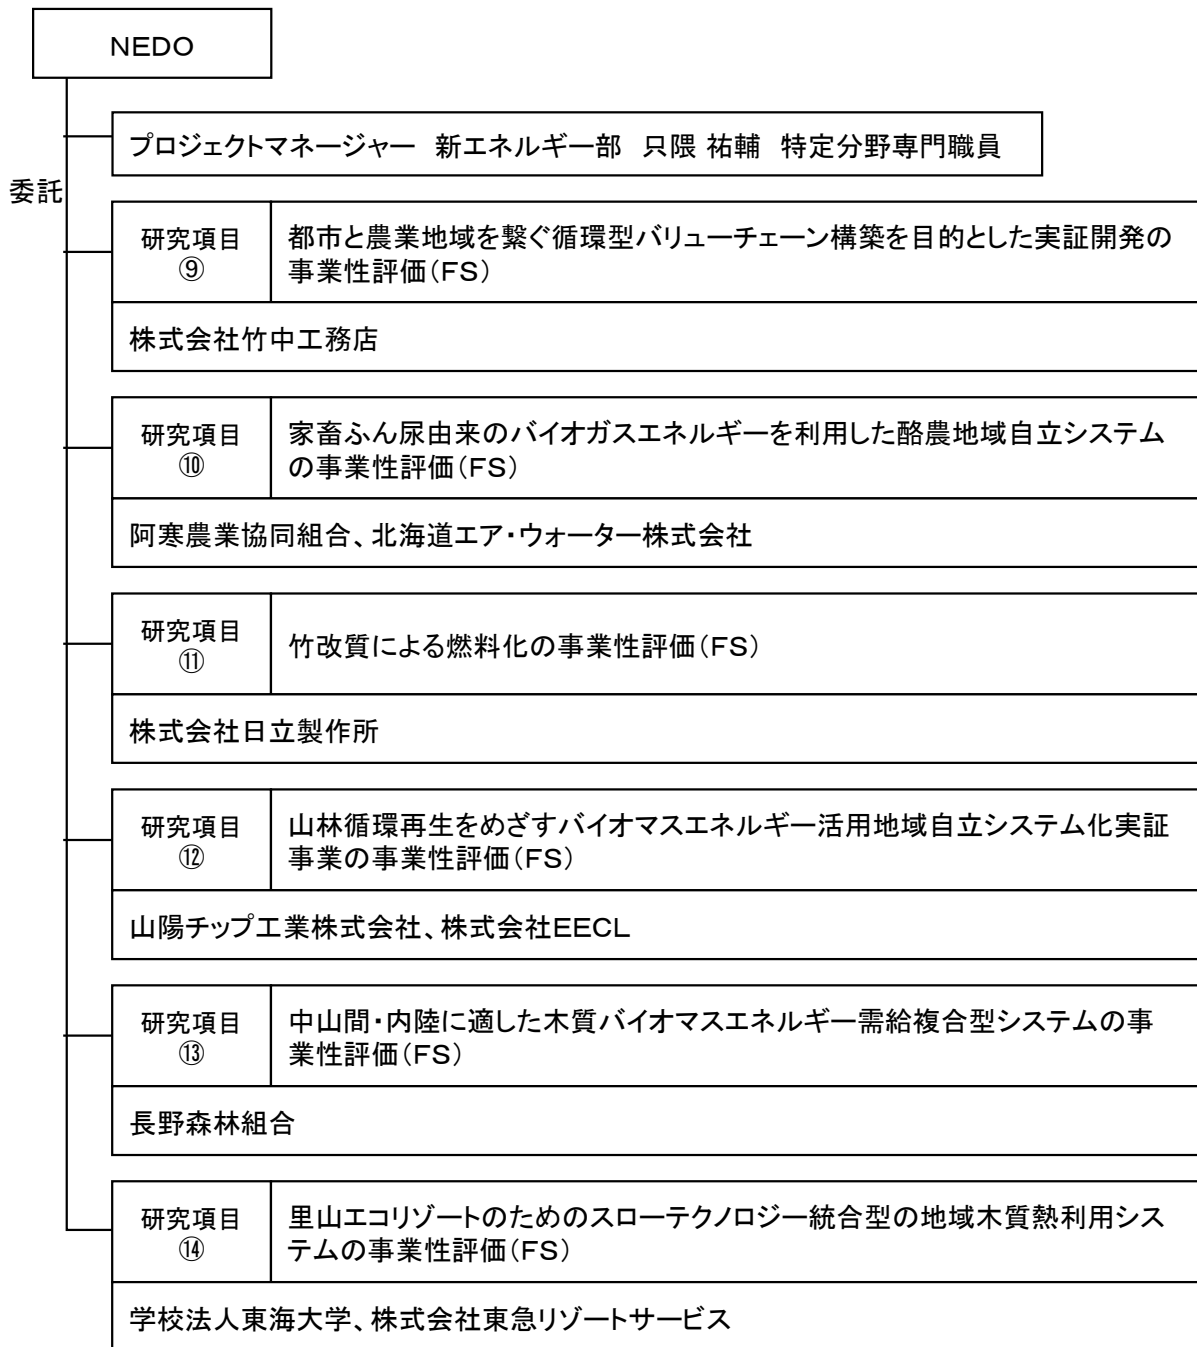 NEDO
プロジェクトマネージャー　新エネルギー部　只隈 祐輔　特定分野専門職員
委託
研究項目
⑨
都市と農業地域を繋ぐ循環型バリューチェーン構築を目的とした実証開発の
事業性評価(FS)
株式会社竹中工務店
研究項目
⑩
家畜ふん尿由来のバイオガスエネルギーを利用した酪農地域自立システム
の事業性評価(FS)
阿寒農業協同組合、北海道エア・ウォーター株式会社
研究項目
⑪
竹改質による燃料化の事業性評価(FS)
株式会社日立製作所
研究項目
⑫
山林循環再生をめざすバイオマスエネルギー活用地域自立システム化実証
事業の事業性評価(FS)
山陽チップ工業株式会社、株式会社EECL
研究項目
⑬
中山間・内陸に適した木質バイオマスエネルギー需給複合型システムの事
業性評価(FS)
長野森林組合
研究項目
⑭
里山エコリゾートのためのスローテクノロジー統合型の地域木質熱利用シス
テムの事業性評価(FS)
学校法人東海大学、株式会社東急リゾートサービス